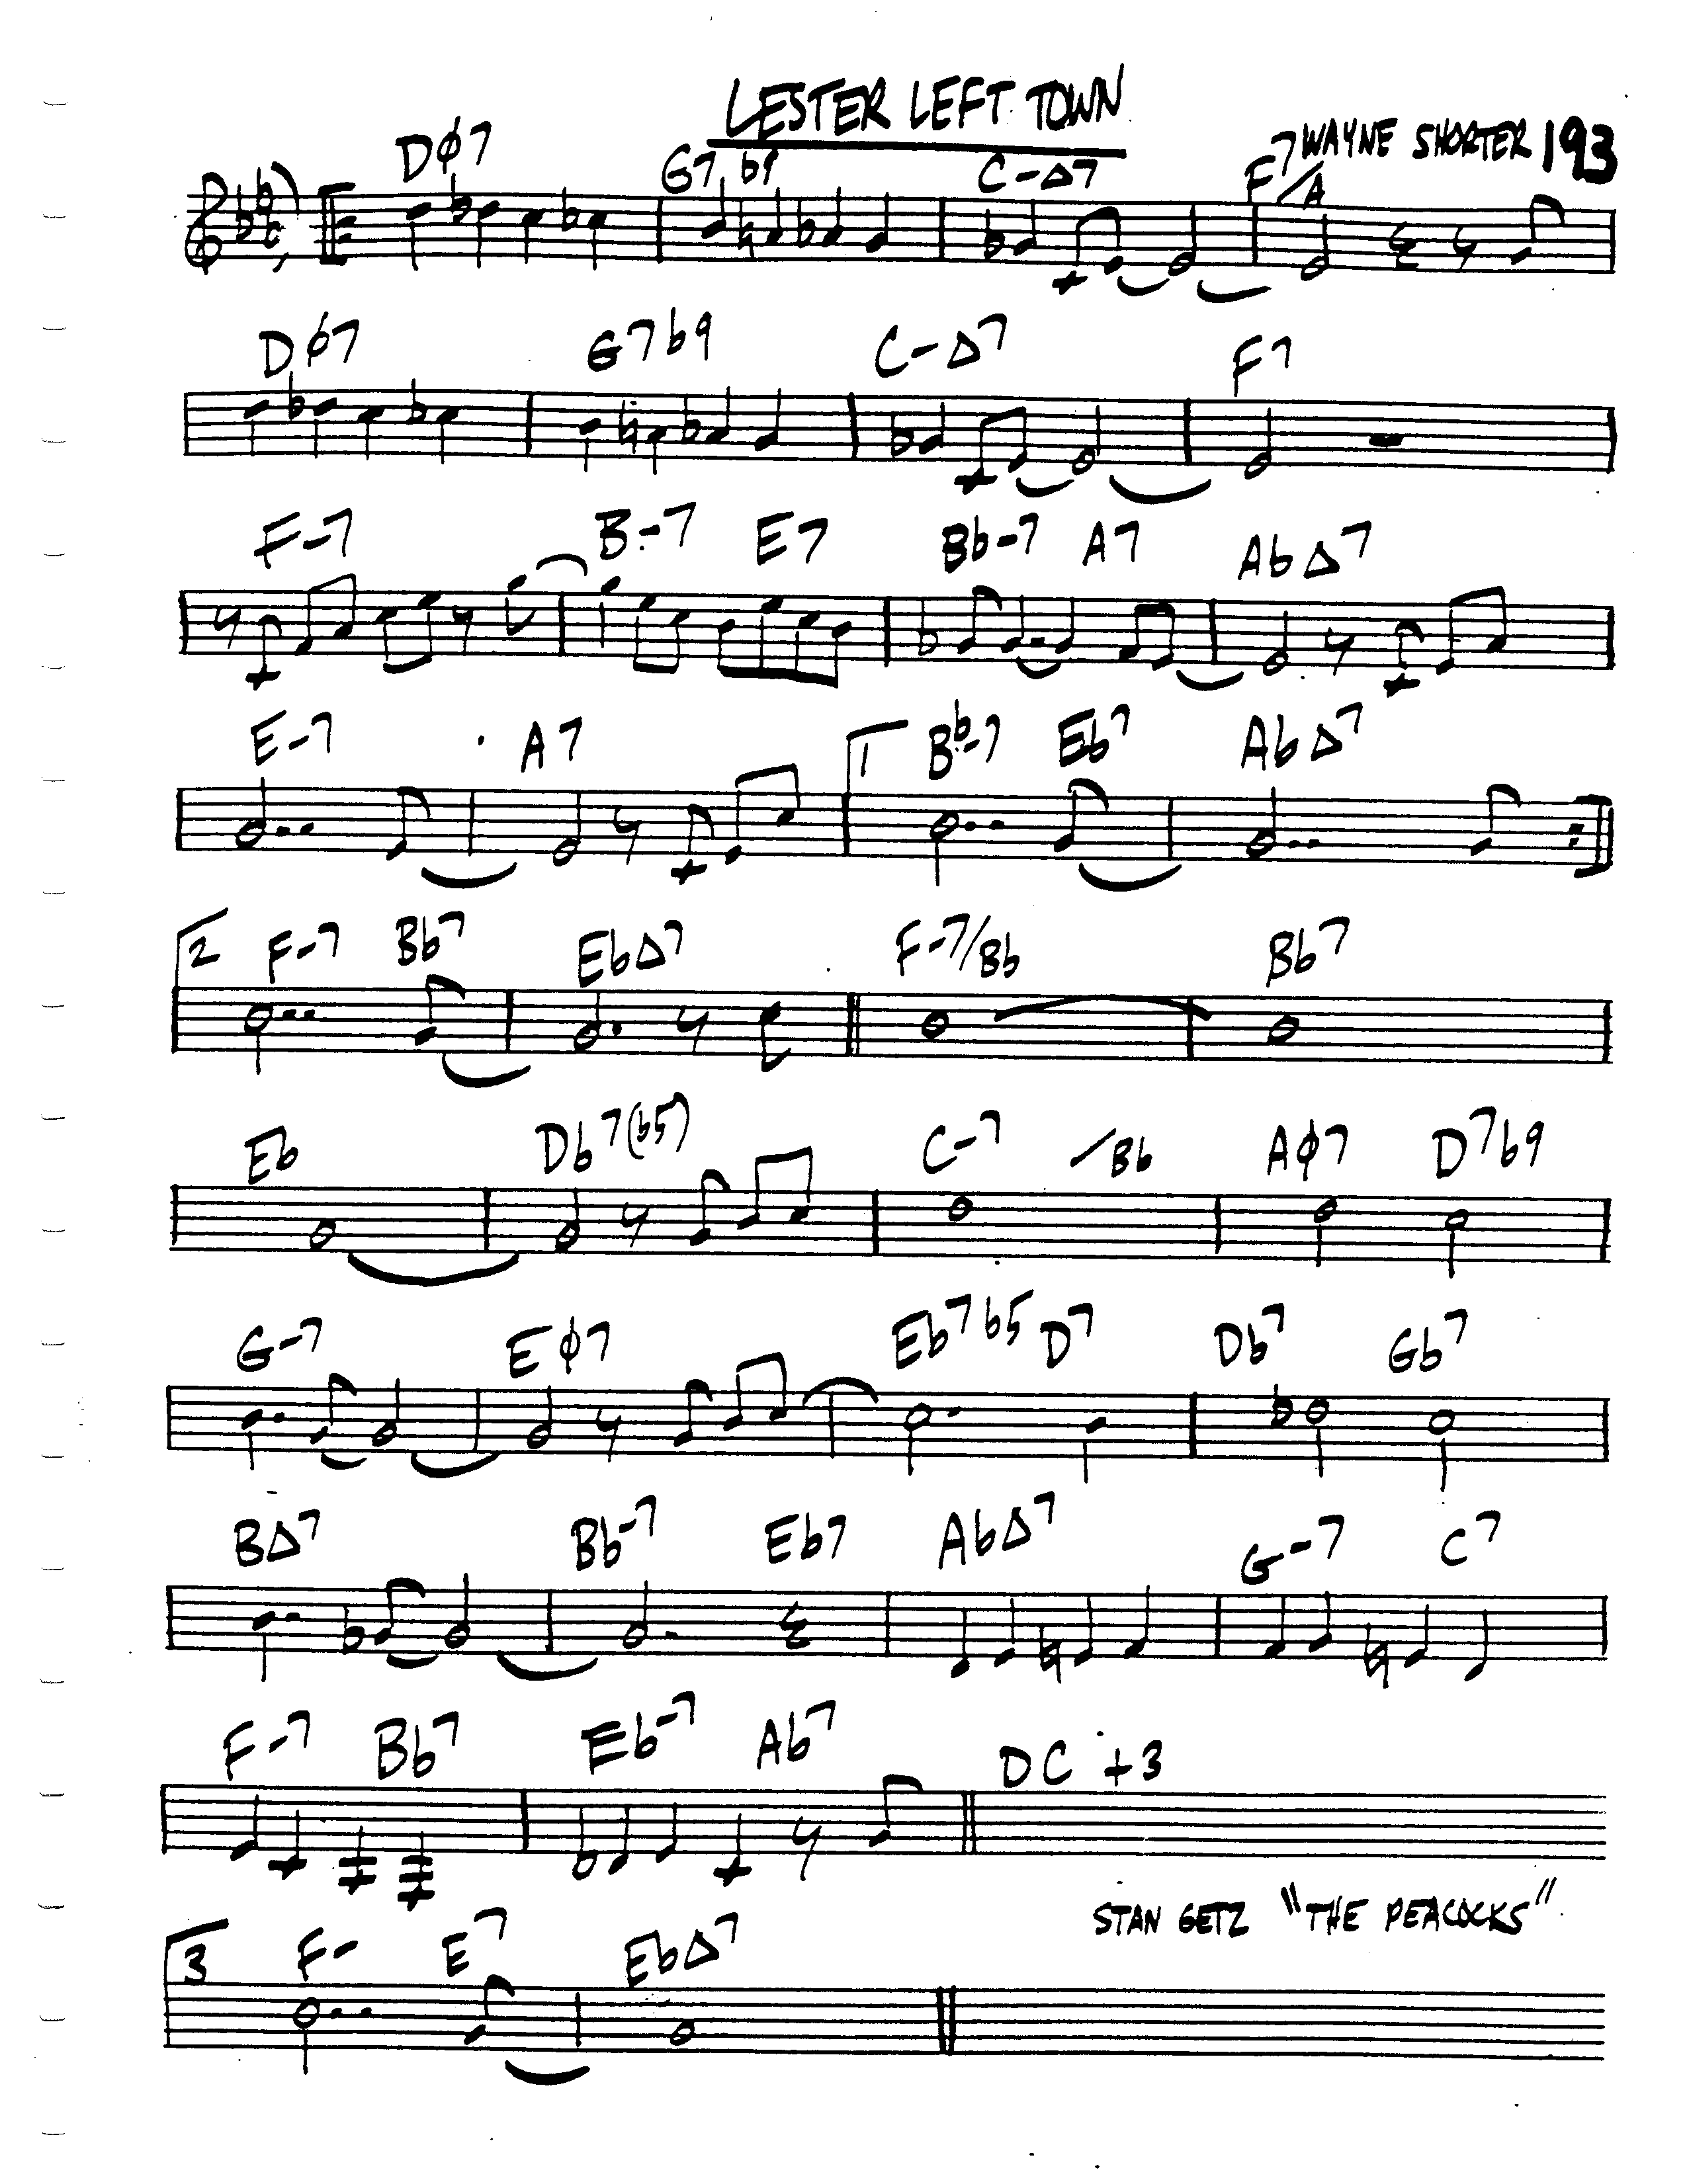 LESTER LEFT TOWN
WAYNE SHORTER 193
Dø7 G7b9 C-Δ7 F7/A
Dø7 G7b9 C-Δ7 F7
F-7 B-7 E7 Bb-7 A7 AbΔ7
E-7 A7 1 Bb-7 Eb7 AbΔ7
2 F-7 Bb7 EbΔ7 F-7/Bb Bb7
Eb Db7(b5) C-7 /Bb Aø7 D7b9
G-7 Eø7 Eb7b5 D7 Db7 Gb7
BΔ7 Bb-7 Eb7 AbΔ7 G-7 C7
F-7 Bb7 Eb-7 Ab7 DC +3
STAN GETZ "THE PEACOCKS"
3 F- E7 EbΔ7